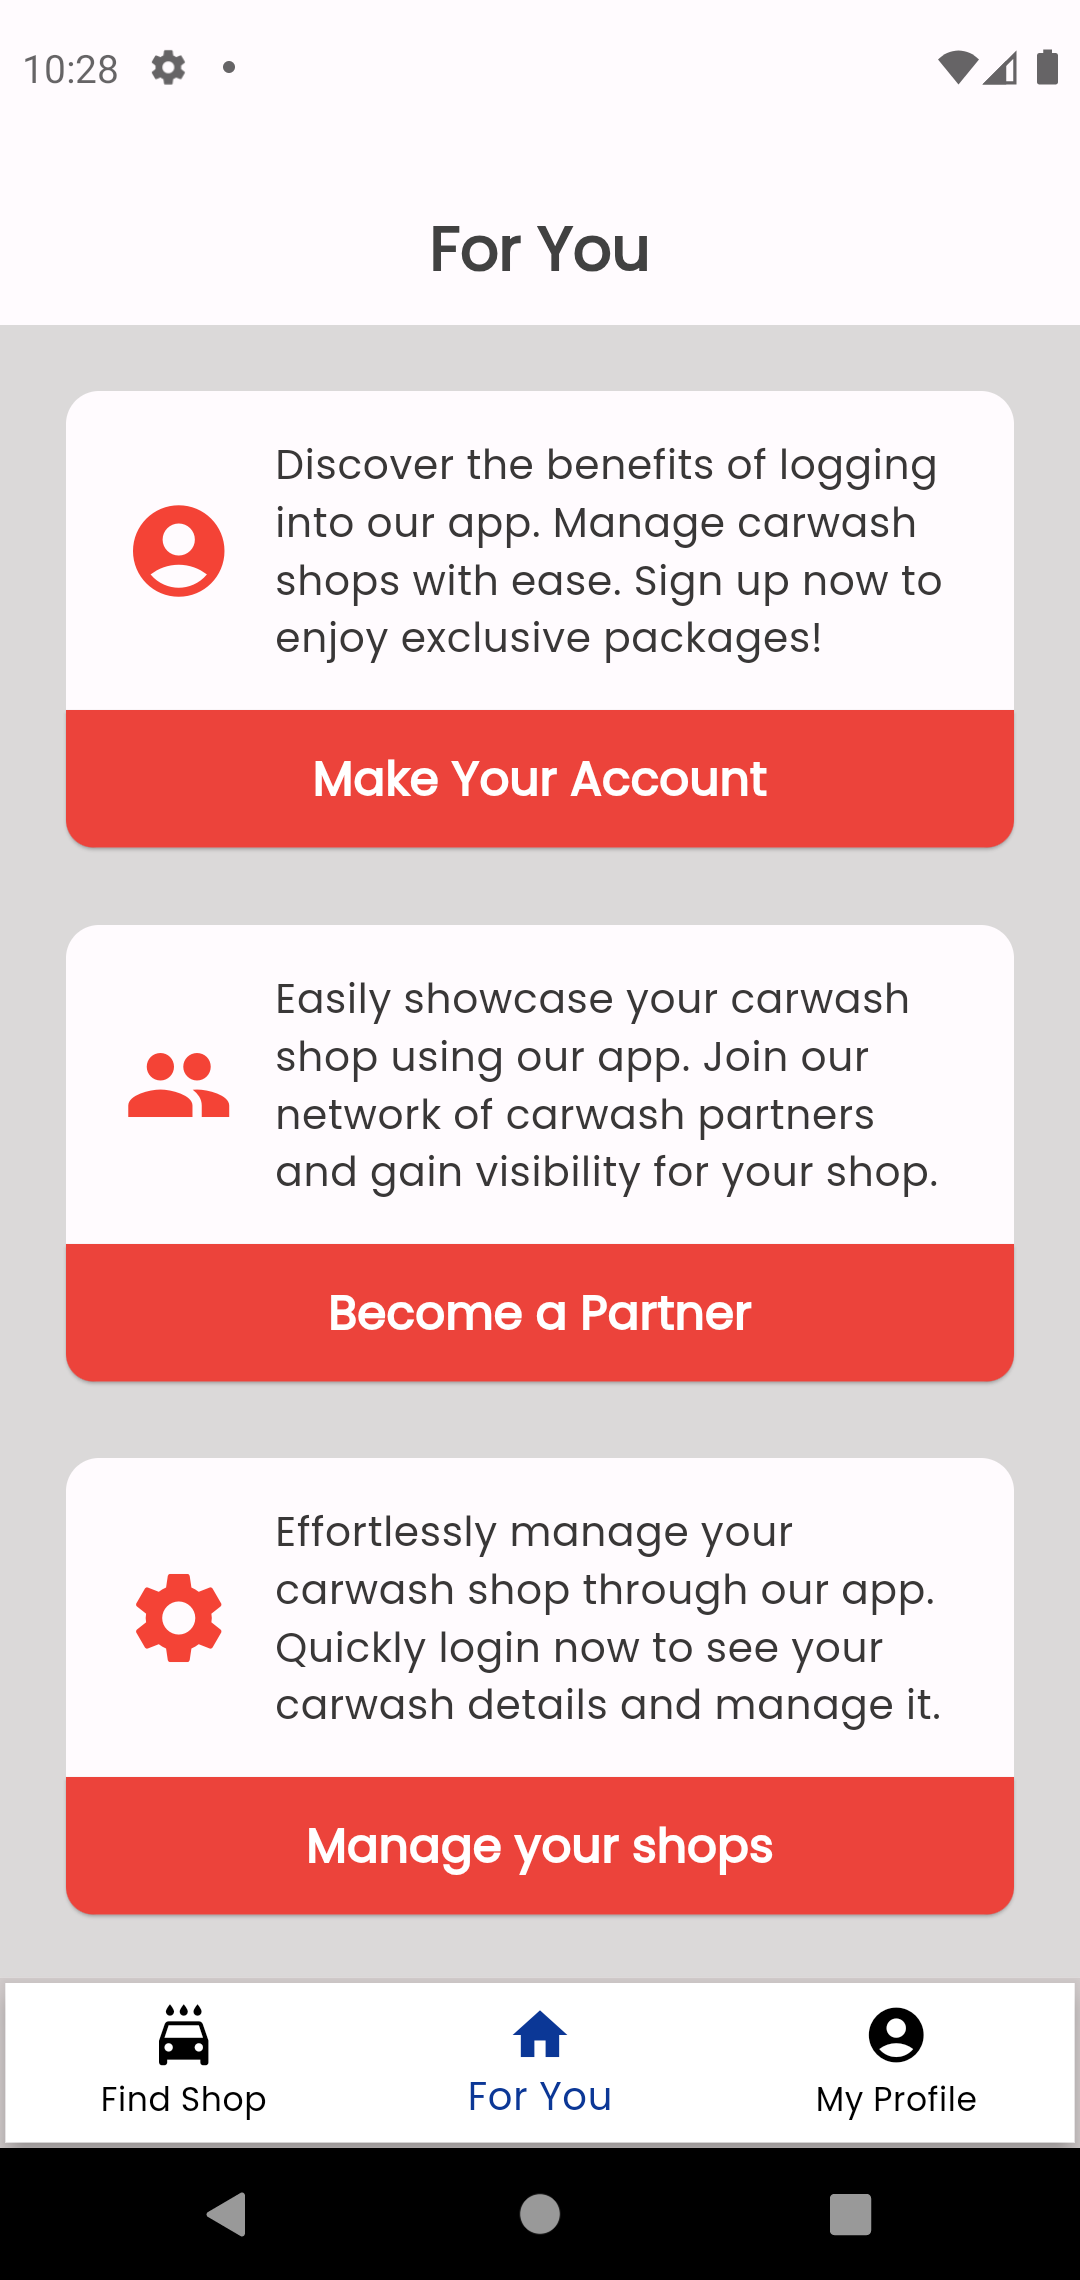 10:28
For You
Discover the benefits of logging
into our app. Manage carwash
shops with ease. Sign up now to
enjoy exclusive packages!
Make Your Account
Easily showcase your carwash
shop using our app. Join our
network of carwash partners
and gain visibility for your shop.
Become a Partner
Effortlessly manage your
carwash shop through our app.
Quickly login now to see your
carwash details and manage it.
Manage your shops
Find Shop
For You
My Profile